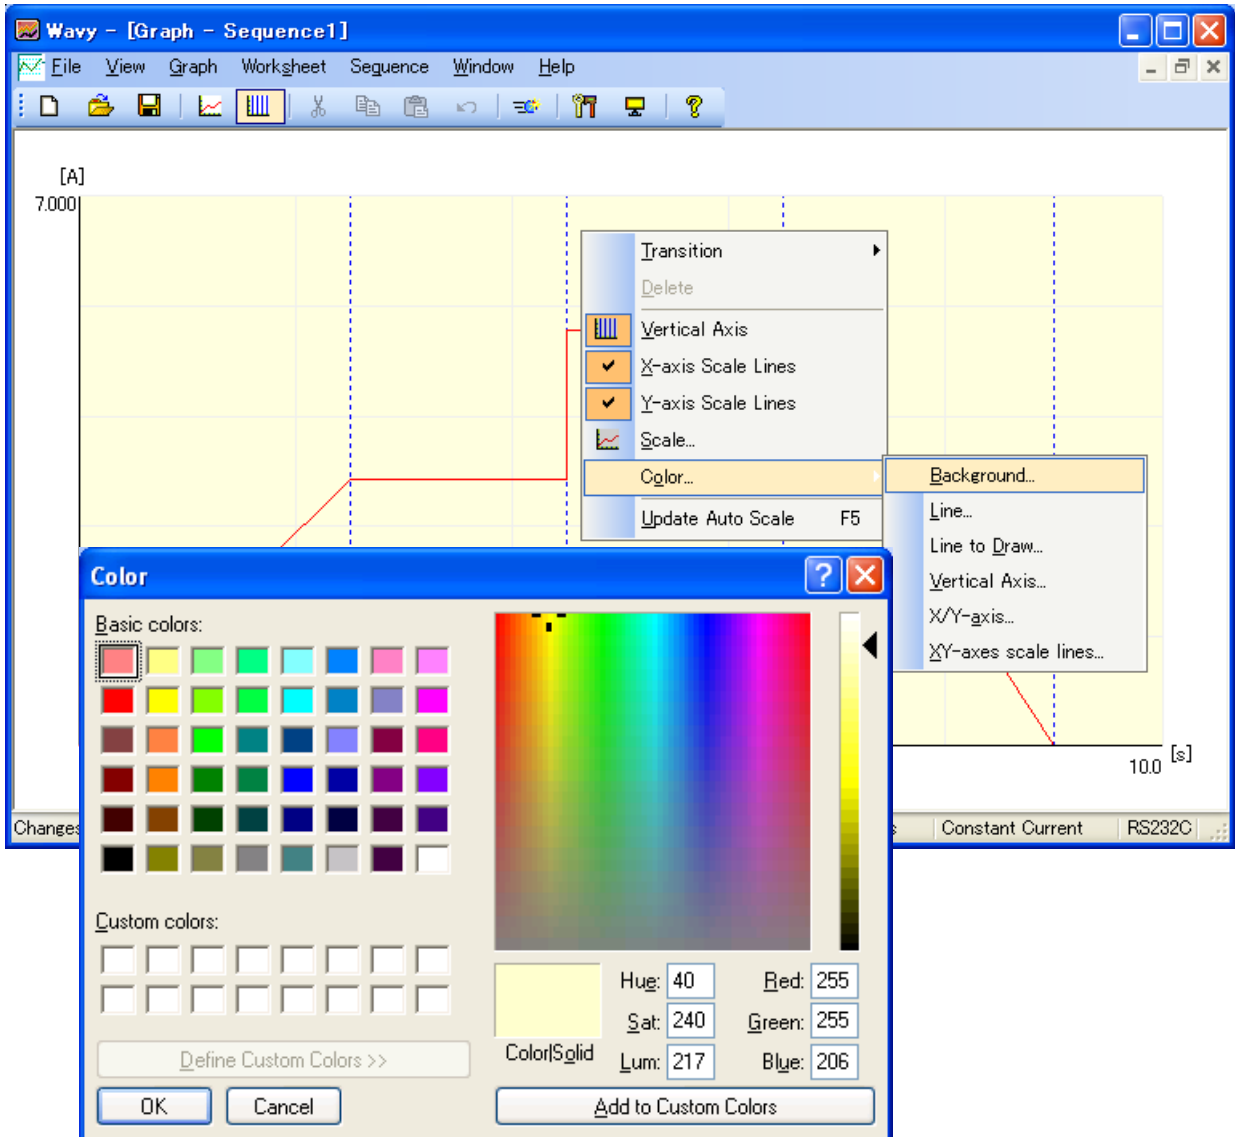 Wavy - [Graph - Sequence1]
File View Graph Worksheet Sequence Window Help
[A]
7.000
Transition
Delete
Vertical Axis
X-axis Scale Lines
Y-axis Scale Lines
Scale...
Color...
Update Auto Scale F5
Background...
Line...
Line to Draw...
Vertical Axis...
X/Y-axis...
XY-axes scale lines...
10.0 [s]
Changes
s Constant Current RS232C
Color
Basic colors:
Custom colors:
Define Custom Colors >>
OK Cancel
Color|Solid
Hue: 40 Red: 255
Sat: 240 Green: 255
Lum: 217 Blue: 206
Add to Custom Colors